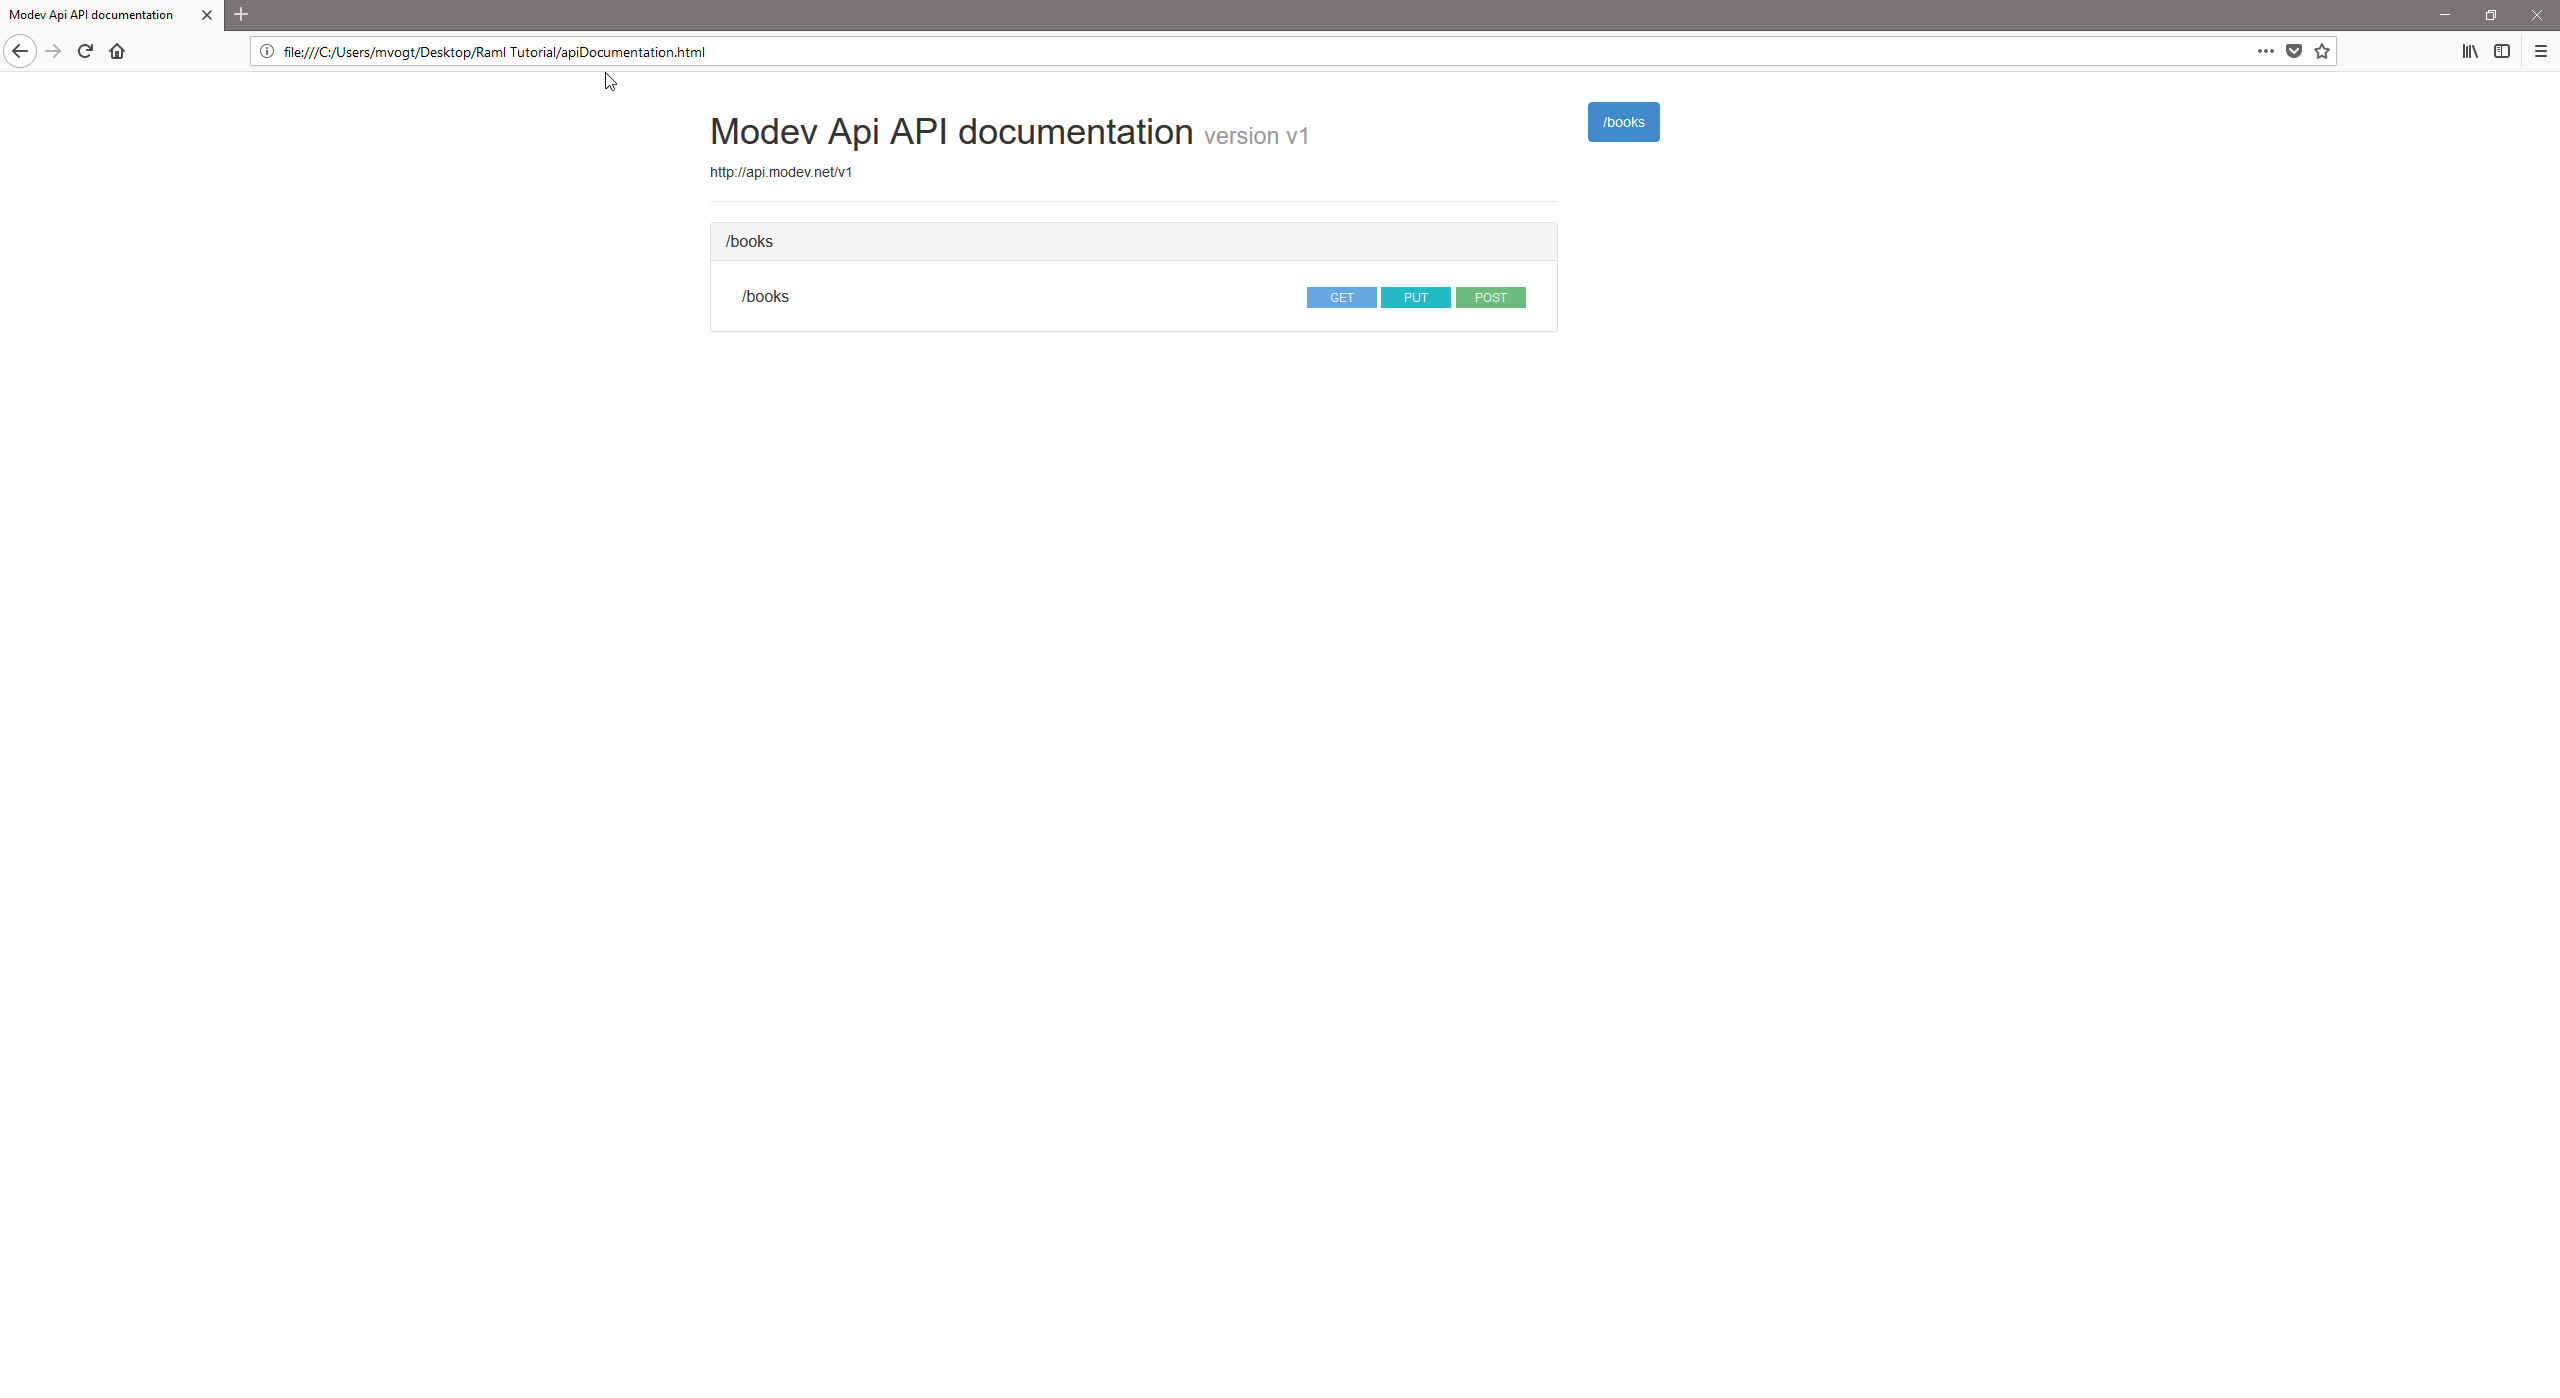 Modev Api API documentation
file:///C:/Users/mvogt/Desktop/Raml Tutorial/apiDocumentation.html
Modev Api API documentation version v1
/books
http://api.modev.net/v1
/books
/books GET PUT POST